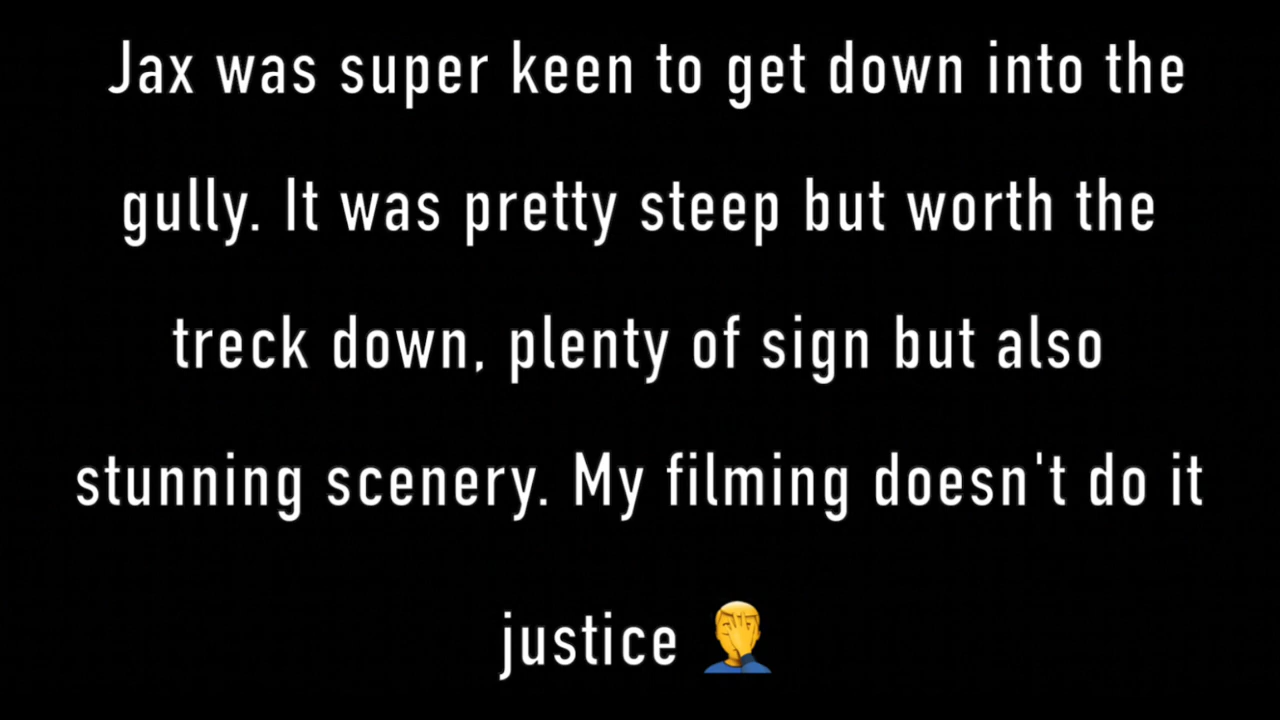 Jax was super keen to get down into the
gully. It was pretty steep but worth the
treck down, plenty of sign but also
stunning scenery. My filming doesn't do it
justice 🤦‍♂️